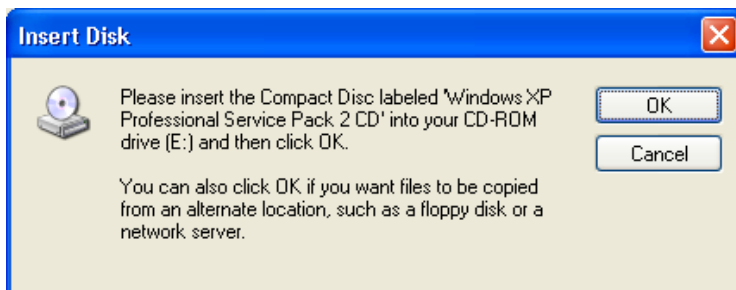 Insert Disk
Please insert the Compact Disc labeled 'Windows XP
Professional Service Pack 2 CD' into your CD-ROM
drive (E:) and then click OK.
You can also click OK if you want files to be copied
from an alternate location, such as a floppy disk or a
network server.
OK
Cancel